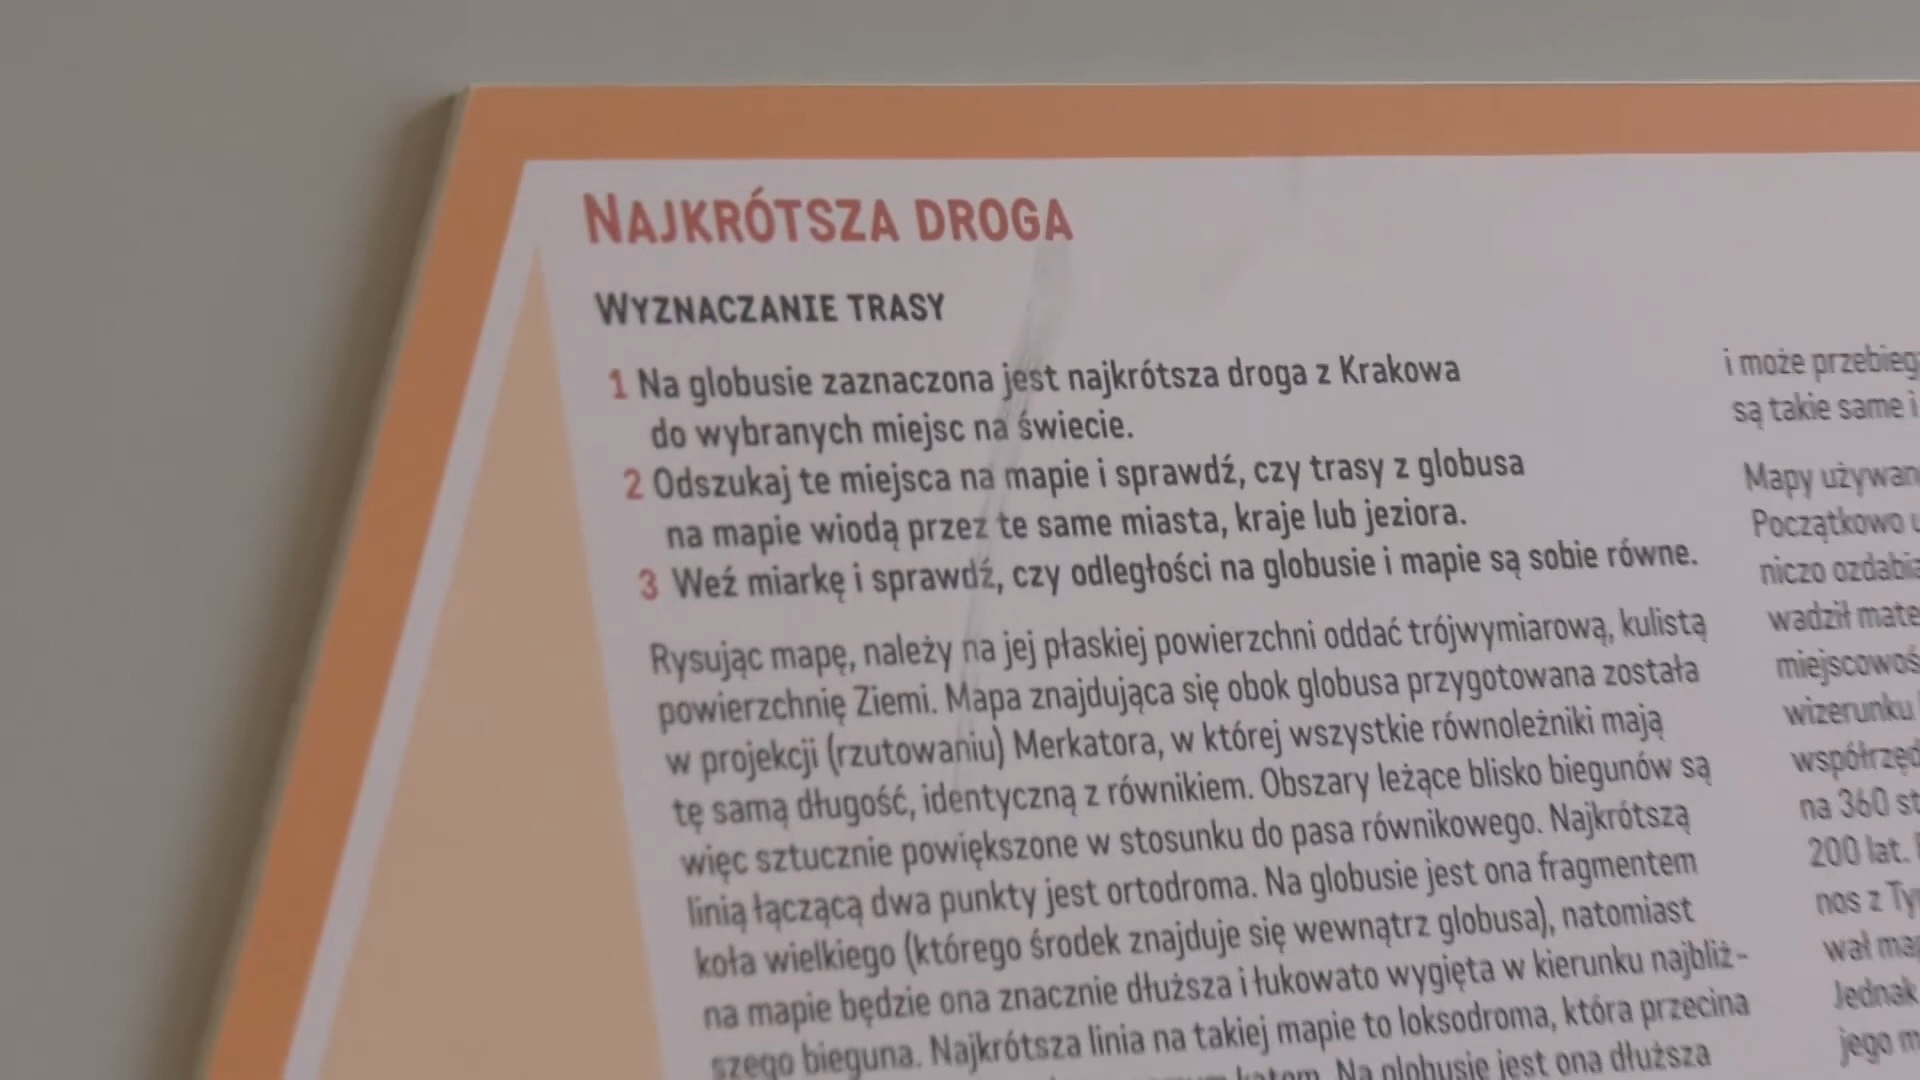 NAJKRÓTSZA DROGA
WYZNACZANIE TRASY
1 Na globusie zaznaczona jest najkrótsza droga z Krakowa
do wybranych miejsc na świecie.
2 Odszukaj te miejsca na mapie i sprawdź, czy trasy z globusa
na mapie wiodą przez te same miasta, kraje lub jeziora.
3 Weź miarkę i sprawdź, czy odległości na globusie i mapie są sobie równe.
Rysując mapę, należy na jej płaskiej powierzchni oddać trójwymiarową, kulistą
powierzchnię Ziemi. Mapa znajdująca się obok globusa przygotowana została
w projekcji (rzutowaniu) Merkatora, w której wszystkie równoleżniki mają
tę samą długość, identyczną z równikiem. Obszary leżące blisko biegunów są
więc sztucznie powiększone w stosunku do pasa równikowego. Najkrótszą
linią łączącą dwa punkty jest ortodroma. Na globusie jest ona fragmentem
koła wielkiego (którego środek znajduje się wewnątrz globusa), natomiast
na mapie będzie ona znacznie dłuższa i łukowato wygięta w kierunku najbliż-
szego bieguna. Najkrótsza linia na takiej mapie to loksodroma, która przecina
kątem. Na globusie jest ona dłuższa
i może przebieg
są takie same i
Mapy używan
Początkowo u
niczo ozdabia
wadził mate
miejscowoś
wizerunku
współrzęd
na 360 st
200 lat.
nos z Ty
wał ma
Jednak
jego m